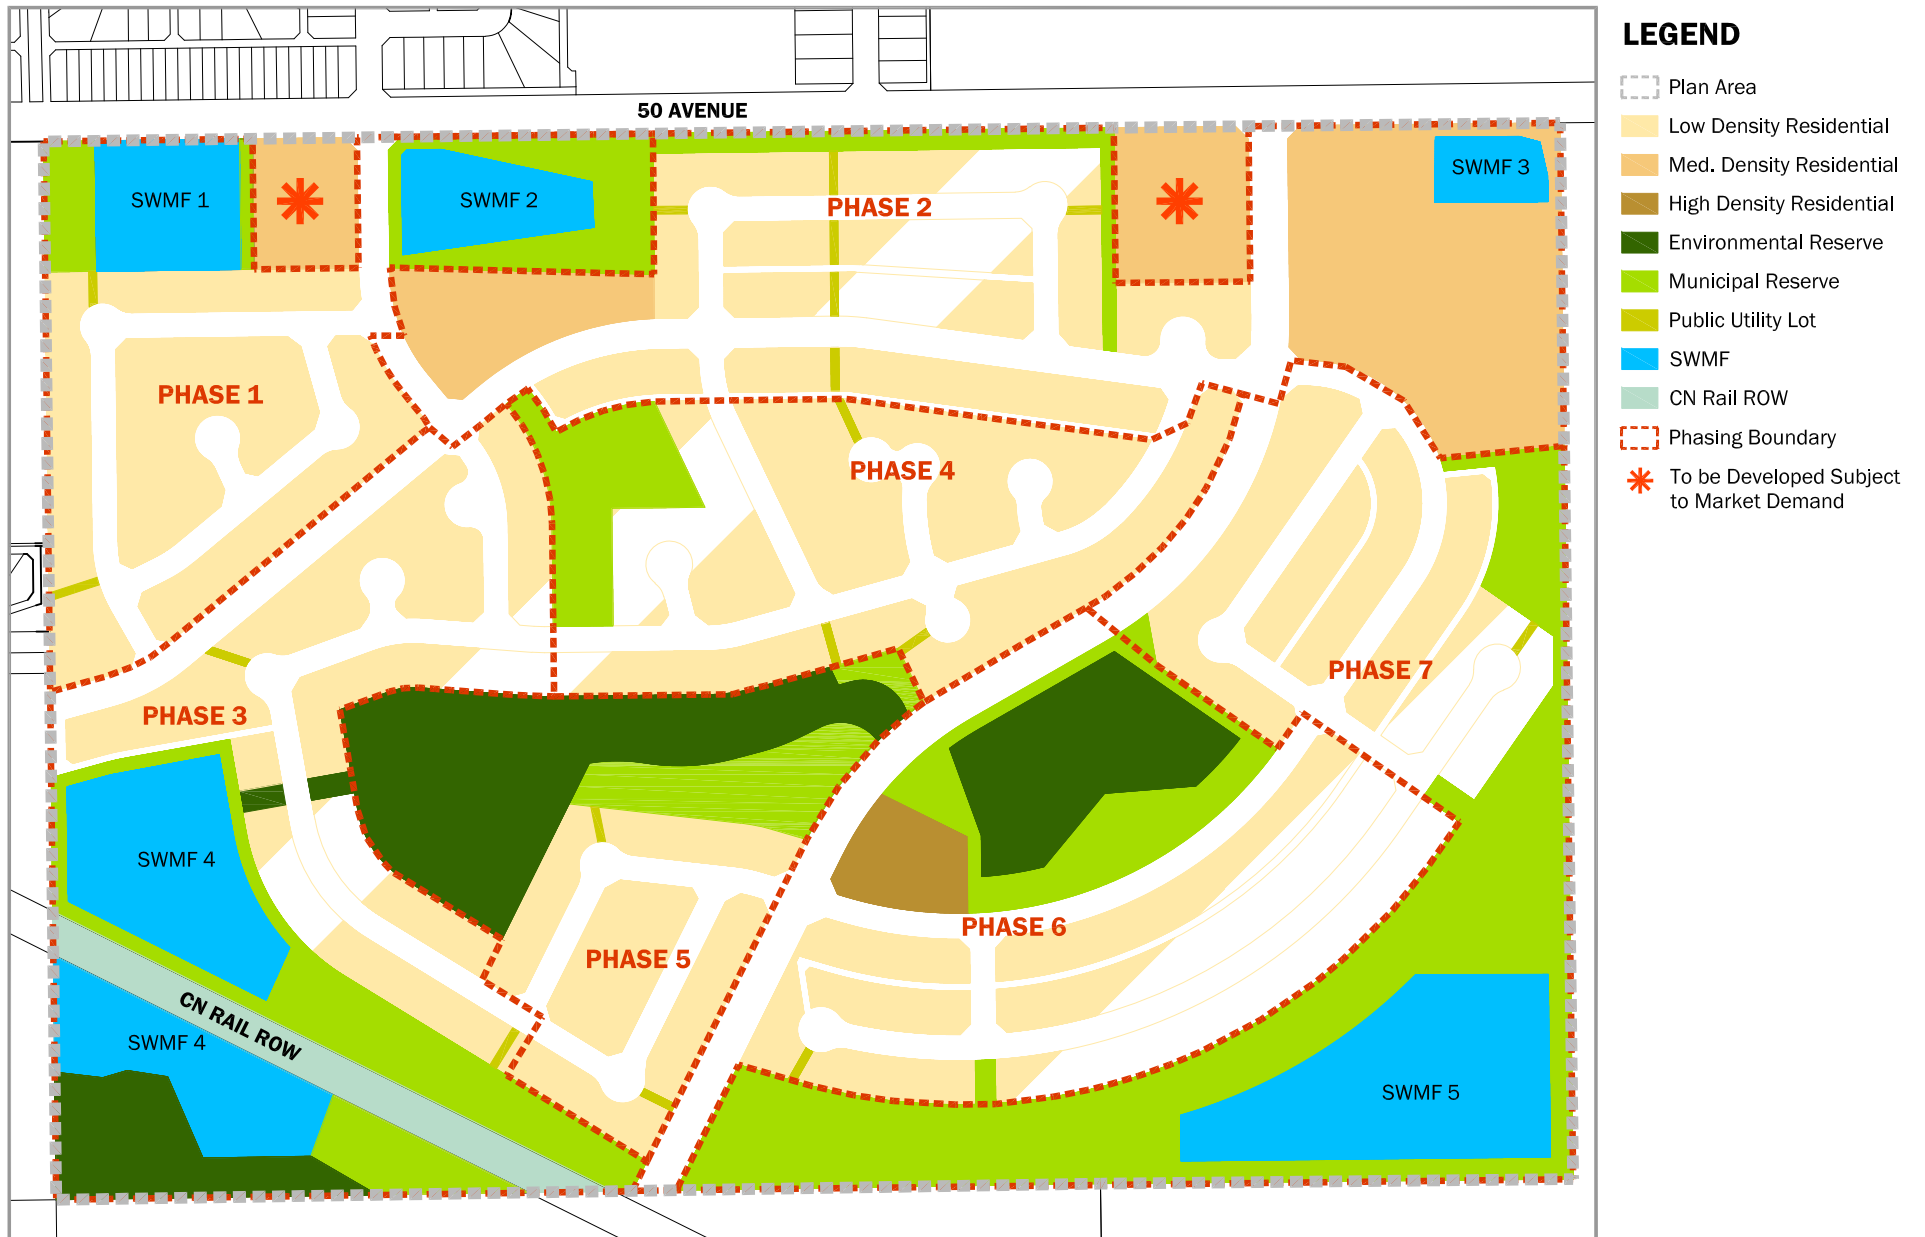 50 AVENUE
SWMF 1
SWMF 2
SWMF 3
PHASE 2
PHASE 1
PHASE 4
PHASE 7
PHASE 3
SWMF 4
PHASE 6
PHASE 5
CN RAIL ROW
SWMF 4
SWMF 5
LEGEND
Plan Area
Low Density Residential
Med. Density Residential
High Density Residential
Environmental Reserve
Municipal Reserve
Public Utility Lot
SWMF
CN Rail ROW
Phasing Boundary
To be Developed Subject
to Market Demand